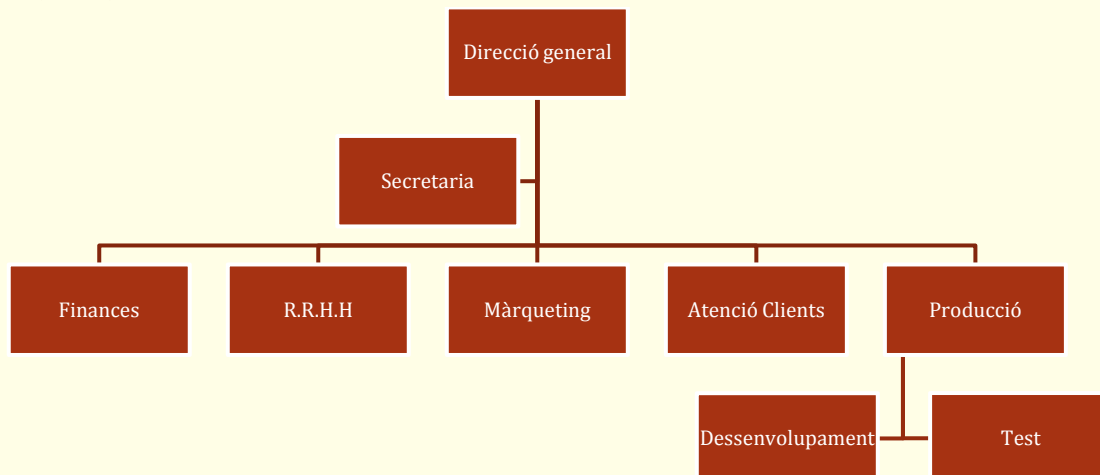 Direcció general
Secretaria
Finances
R.R.H.H
Màrqueting
Atenció Clients
Producció
Dessenvolupament
Test